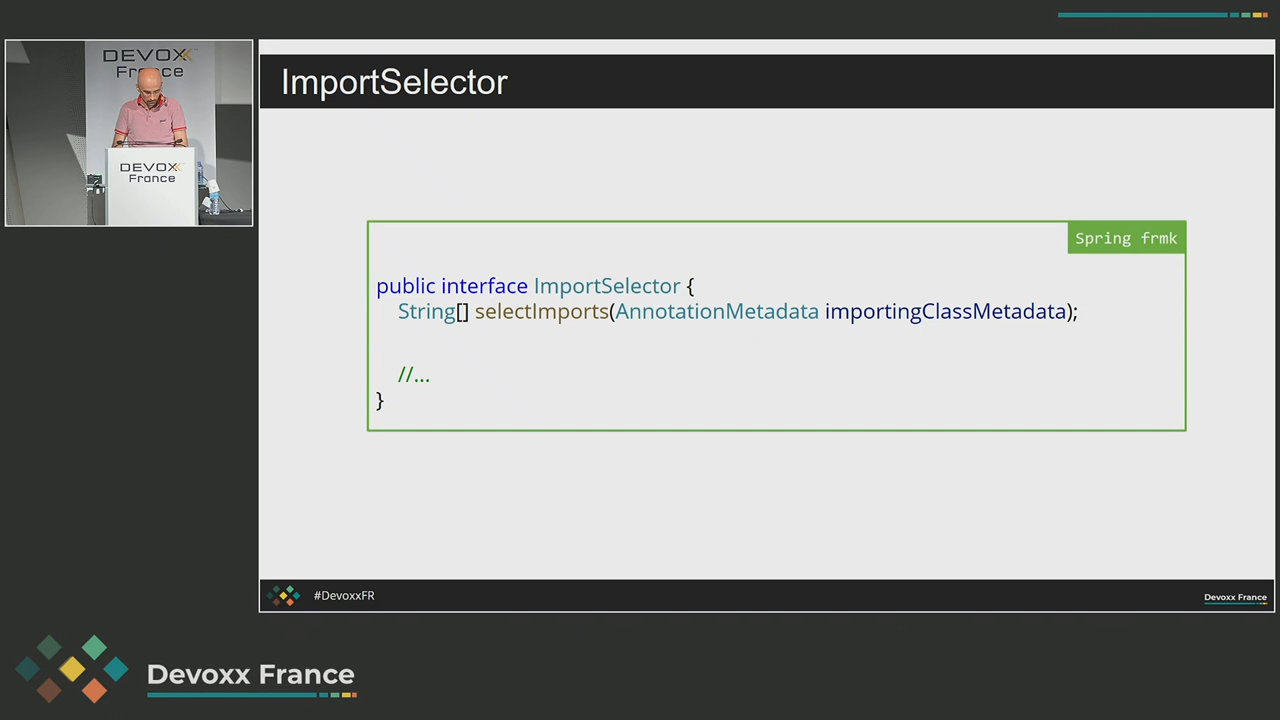 DEVOXX
France
DEVOXX
France
ImportSelector
Spring frmk
public interface ImportSelector {
String[] selectImports(AnnotationMetadata importingClassMetadata);
//...
}
#DevoxxFR
Devoxx France
Devoxx France